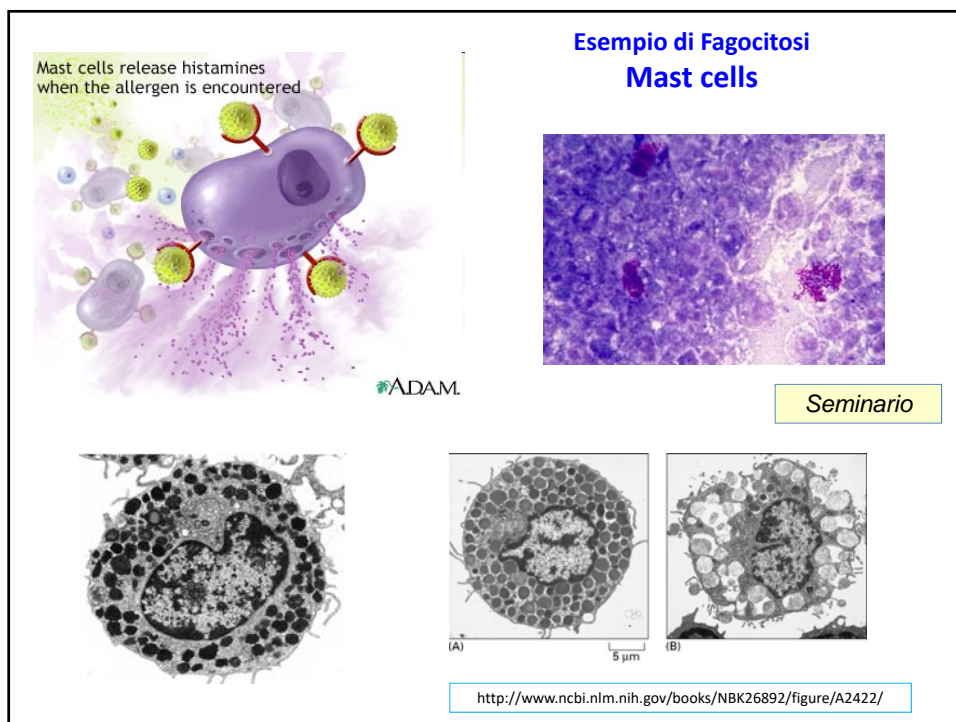 Mast cells release histamines
when the allergen is encountered
A.D.A.M.
Esempio di Fagocitosi
Mast cells
Seminario
(A)
5 μm
(B)
http://www.ncbi.nlm.nih.gov/books/NBK26892/figure/A2422/